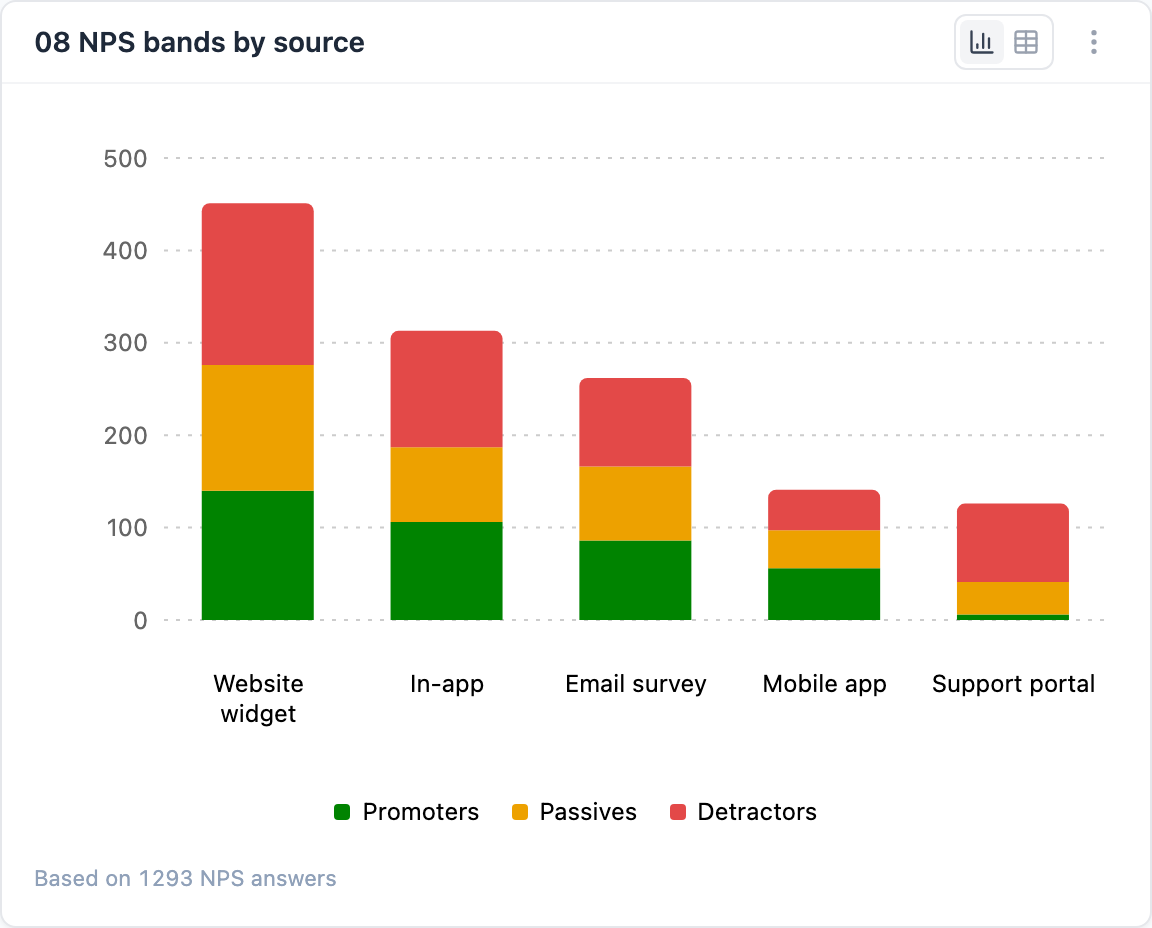 08 NPS bands by source
500
400
300
200
100
0
Website
widget
In-app
Email survey
Mobile app
Support portal
Promoters
Passives
Detractors
Based on 1293 NPS answers